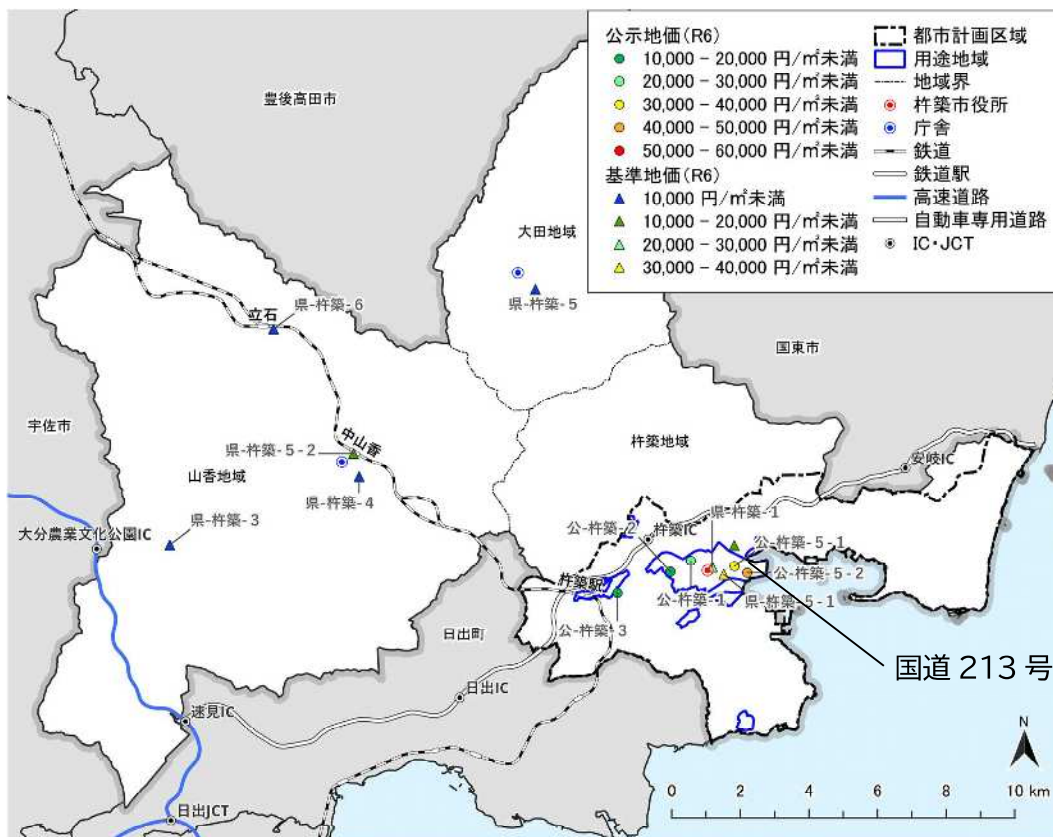 公示地価(R6)
10,000 - 20,000 円/㎡未満
20,000 - 30,000 円/㎡未満
30,000 - 40,000 円/㎡未満
40,000 - 50,000 円/㎡未満
50,000 - 60,000 円/㎡未満
基準地価(R6)
10,000 円/㎡未満
10,000 - 20,000 円/㎡未満
20,000 - 30,000 円/㎡未満
30,000 - 40,000 円/㎡未満
都市計画区域
用途地域
地域界
杵築市役所
庁舎
鉄道
鉄道駅
高速道路
自動車専用道路
IC・JCT
豊後高田市
大田地域
県-杵築-5
県-杵築-6
立石
国東市
宇佐市
中山香
県-杵築-5-2
山香地域
県-杵築-4
杵築地域
安岐IC
県-杵築-3
大分農業文化公園IC
公-杵築-2
杵築IC
県-杵築-1
公-杵築-5-1
杵築駅
公-杵築-5-2
公-杵築-1
県-杵築-5-1
公-杵築-3
日出町
国道 213 号
日出IC
速見IC
N
0 2 4 6 8 10 km
日出JCT